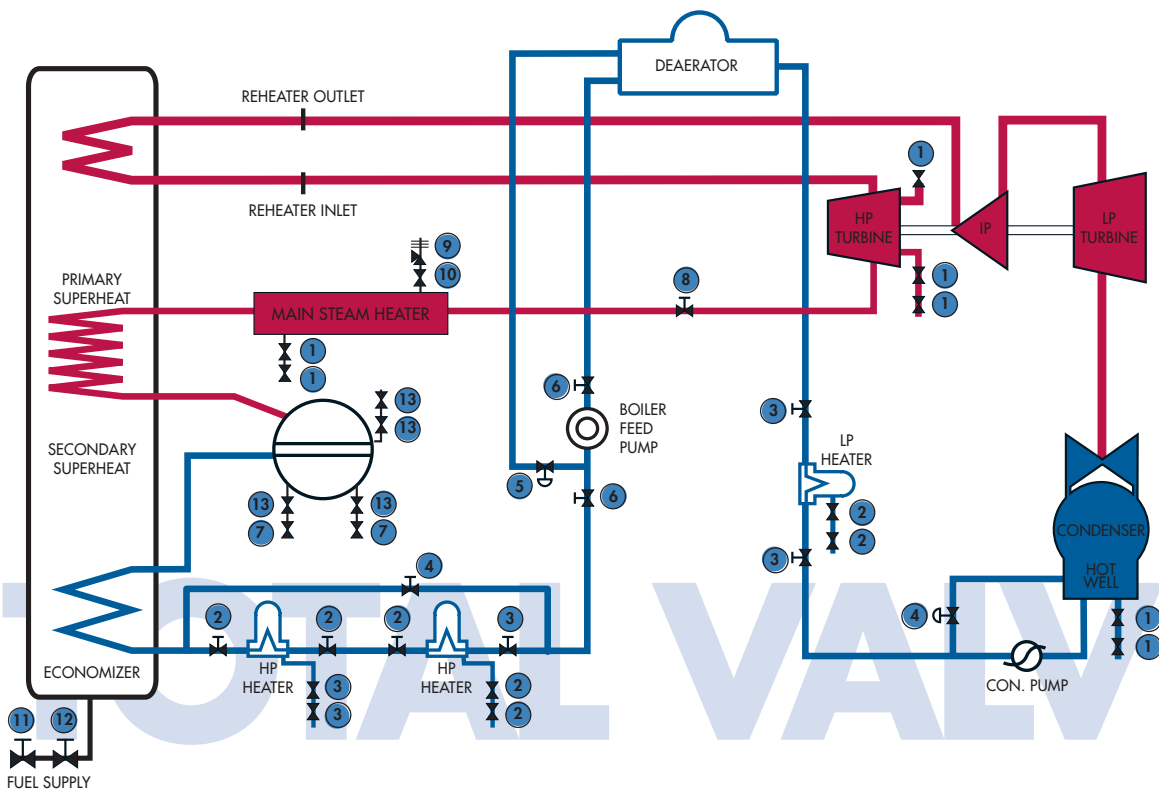 DEAERATOR
REHEATER OUTLET
1
REHEATER INLET
HP
TURBINE
IP
LP
TURBINE
9
10
1
1
8
PRIMARY
SUPERHEAT
MAIN STEAM HEATER
1
1
13
13
6
BOILER
FEED
PUMP
3
SECONDARY
SUPERHEAT
LP
HEATER
5
6
13
7
13
7
2
2
CONDENSER
3
4
HOT
WELL
2
2
2
3
4
1
1
ECONOMIZER
HP
HEATER
3
3
HP
HEATER
2
2
CON. PUMP
11
12
FUEL SUPPLY
TOTAL VALV